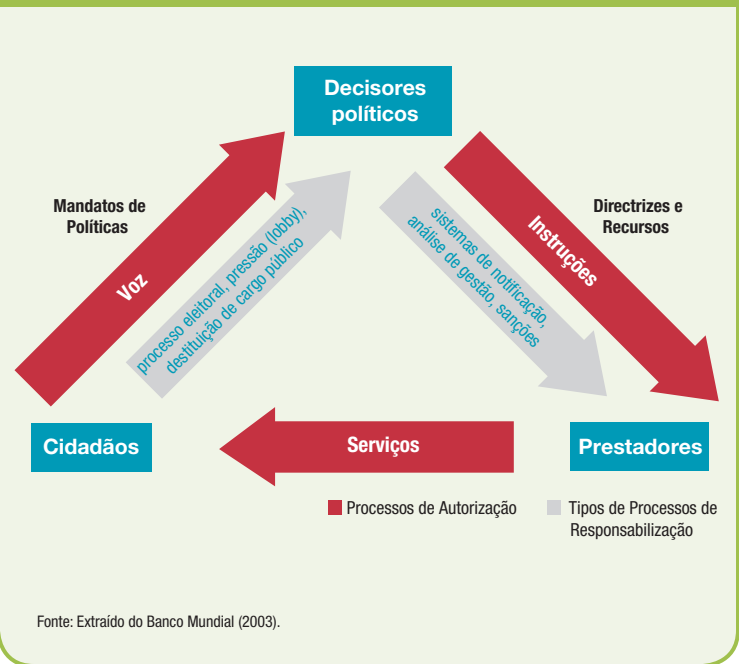 Decisores
políticos
Mandatos de
Políticas
Voz
processo eleitoral, pressão (lobby),
destituição de cargo público
sistemas de notificação,
análise de gestão, sanções
Instruções
Directrizes e
Recursos
Cidadãos
Serviços
Prestadores
Processos de Autorização
Tipos de Processos de
Responsabilização
Fonte: Extraído do Banco Mundial (2003).